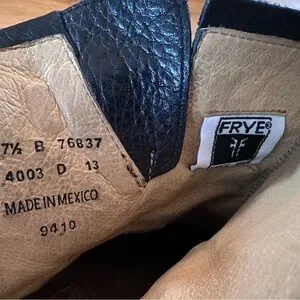 7½ B 76837
4003 D 13
MADE IN MEXICO
9410
FRYE®